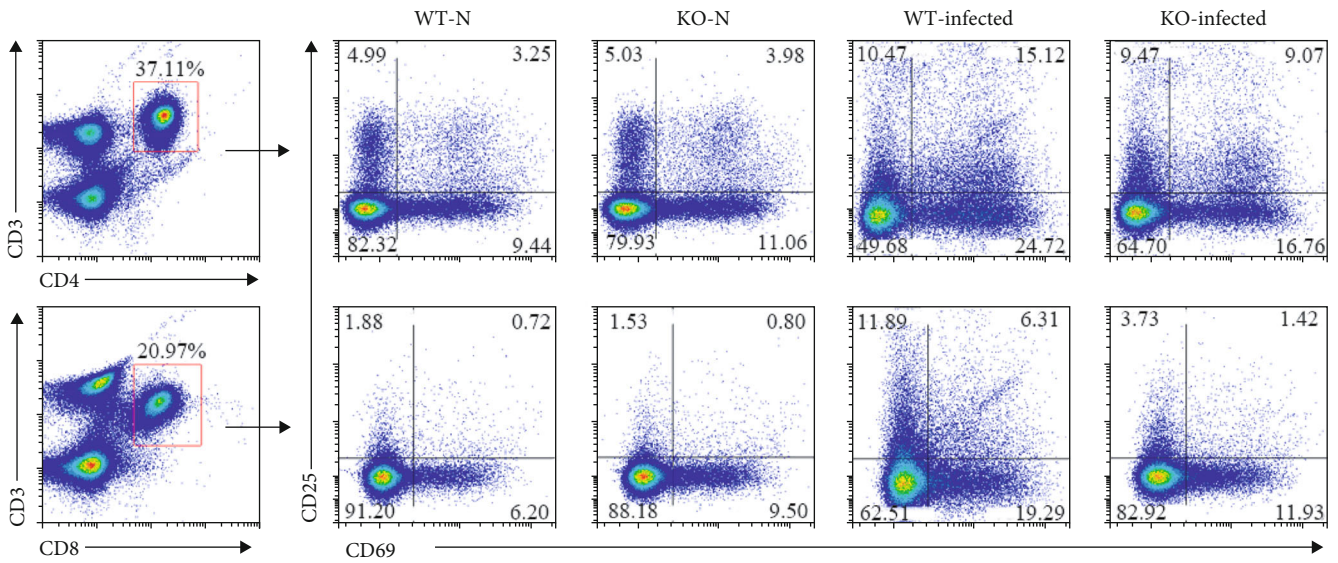 WT-N KO-N WT-infected KO-infected
37.11% 4.99 3.25 5.03 3.98 10.47 15.12 9.47 9.07
82.32 9.44 79.93 11.06 49.68 24.72 64.70 16.76
CD3
CD4
20.97% 1.88 0.72 1.53 0.80 11.89 6.31 3.73 1.42
91.20 6.20 88.18 9.50 62.51 19.29 82.92 11.93
CD3
CD25
CD8 CD69